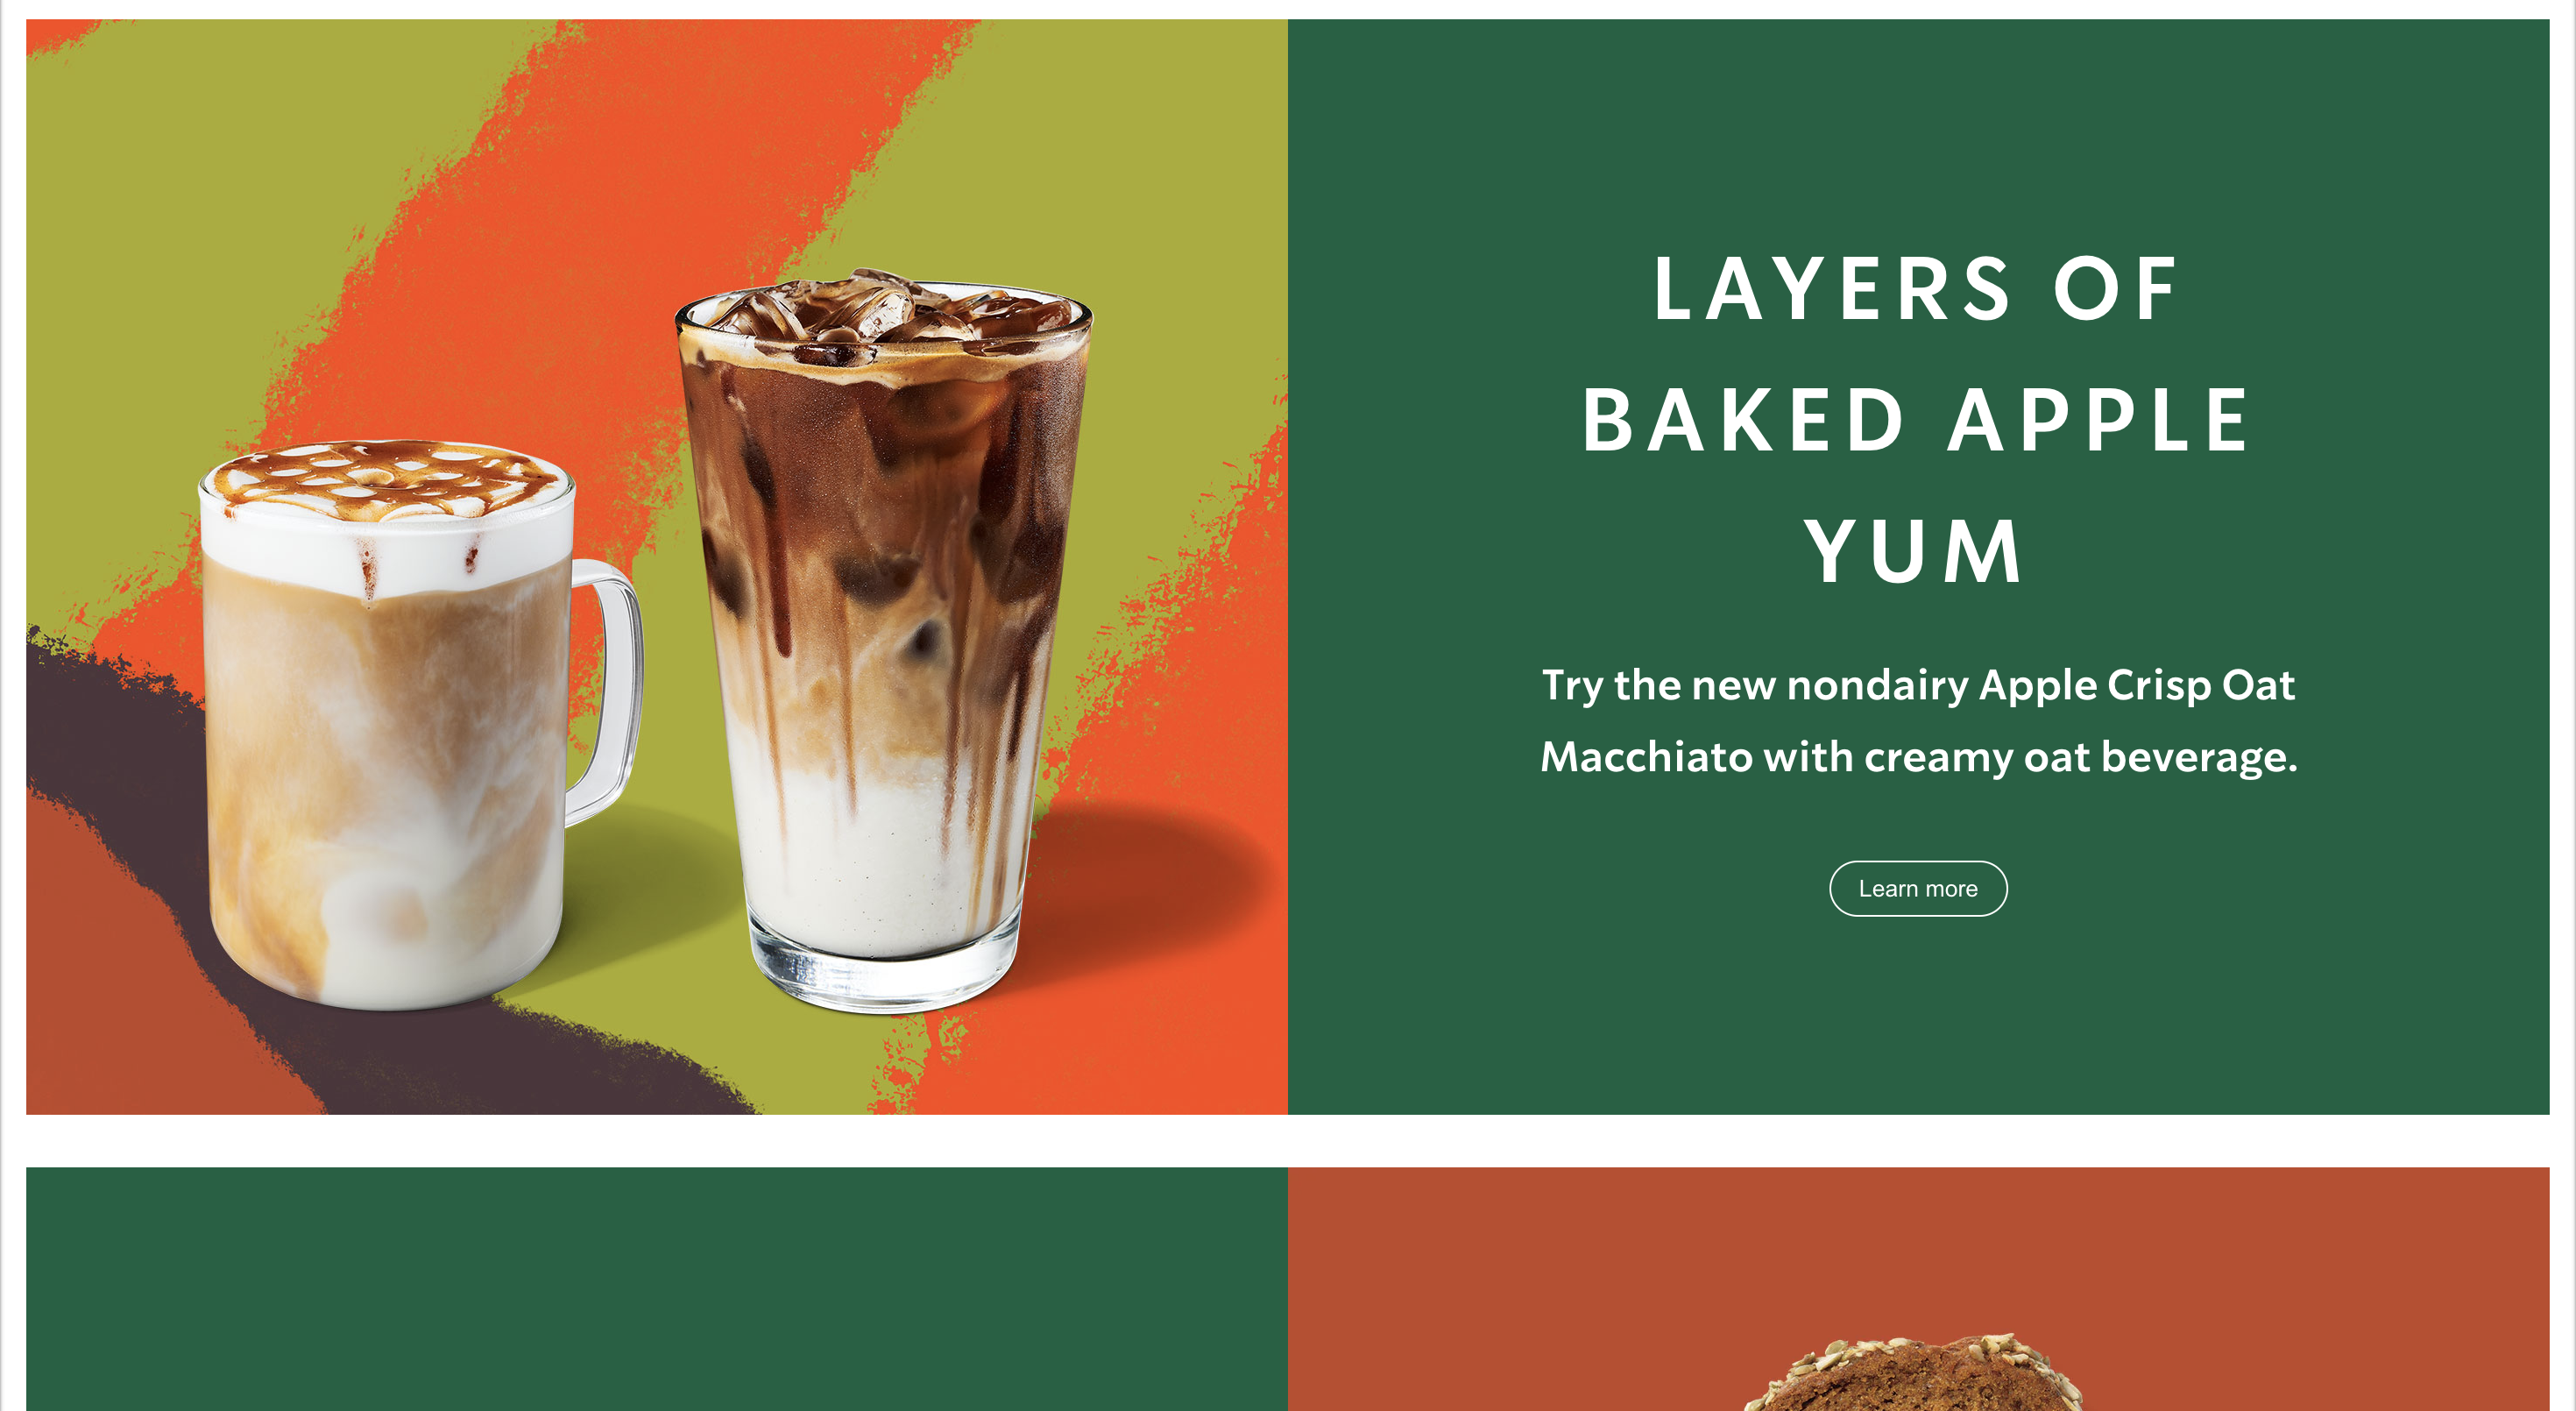 LAYERS OF
BAKED APPLE
YUM
Try the new nondairy Apple Crisp Oat
Macchiato with creamy oat beverage.
Learn more